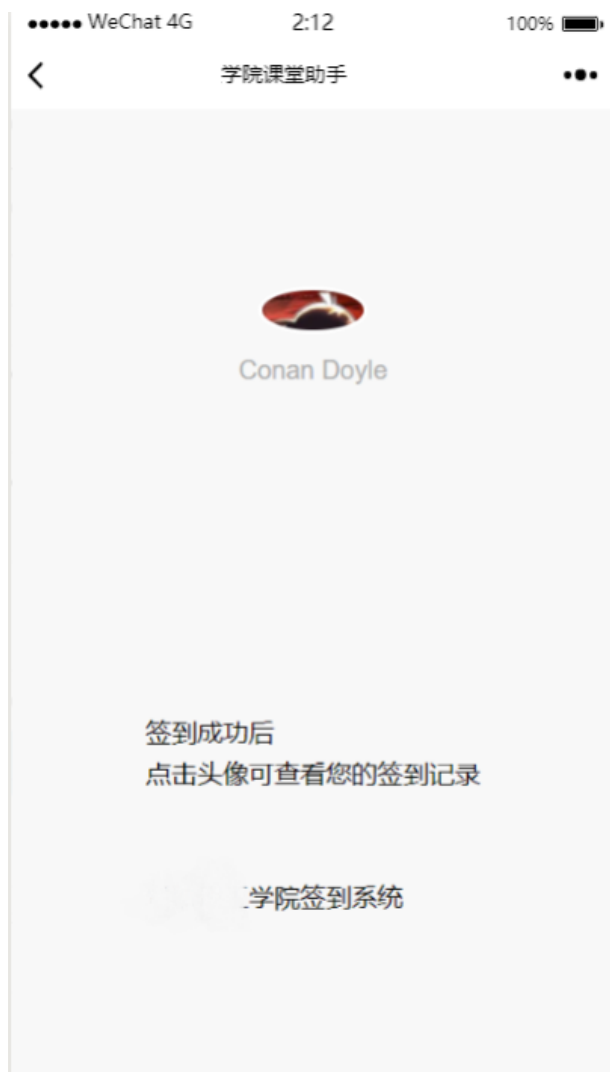 WeChat 4G 2:12 100%
学院课堂助手
Conan Doyle
签到成功后
点击头像可查看您的签到记录
学院签到系统